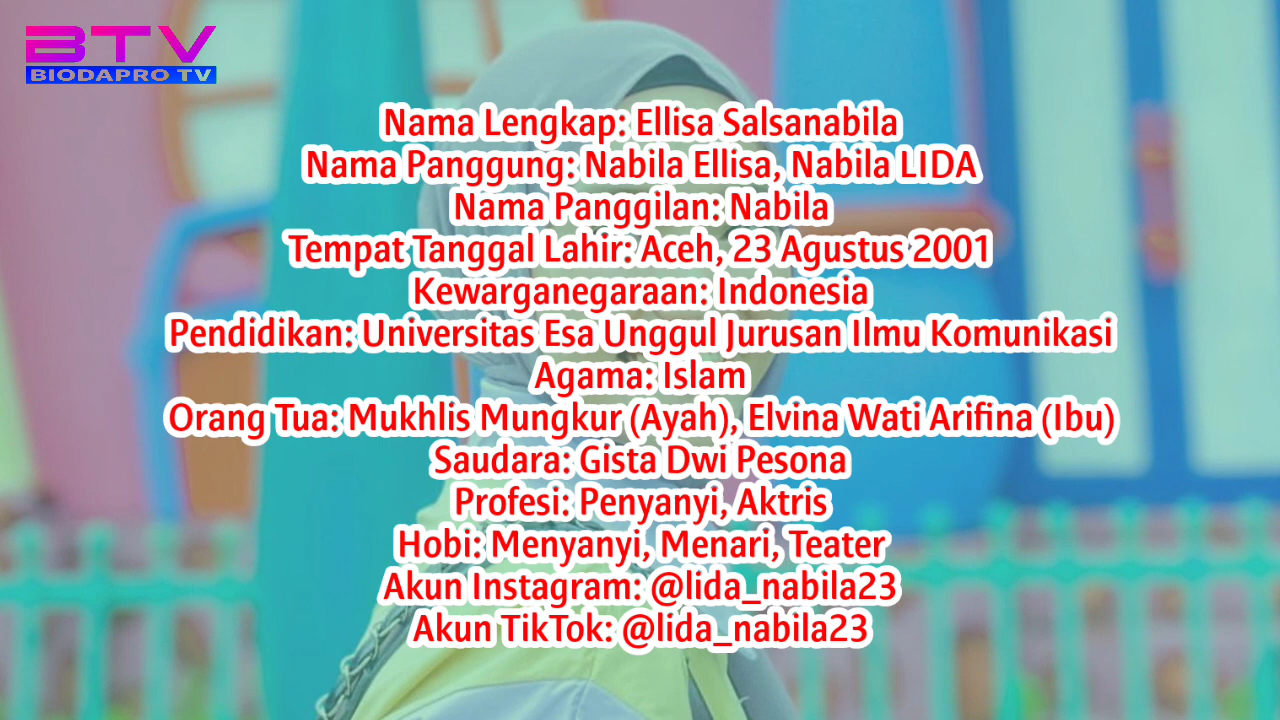 BTV
BIODAPRO TV
Nama Lengkap: Ellisa Salsanabila
Nama Panggung: Nabila Ellisa, Nabila LIDA
Nama Panggilan: Nabila
Tempat Tanggal Lahir: Aceh, 23 Agustus 2001
Kewarganegaraan: Indonesia
Pendidikan: Universitas Esa Unggul Jurusan Ilmu Komunikasi
Agama: Islam
Orang Tua: Mukhlis Mungkur (Ayah), Elvina Wati Arifina (Ibu)
Saudara: Gista Dwi Pesona
Profesi: Penyanyi, Aktris
Hobi: Menyanyi, Menari, Teater
Akun Instagram: @lida_nabila23
Akun TikTok: @lida_nabila23